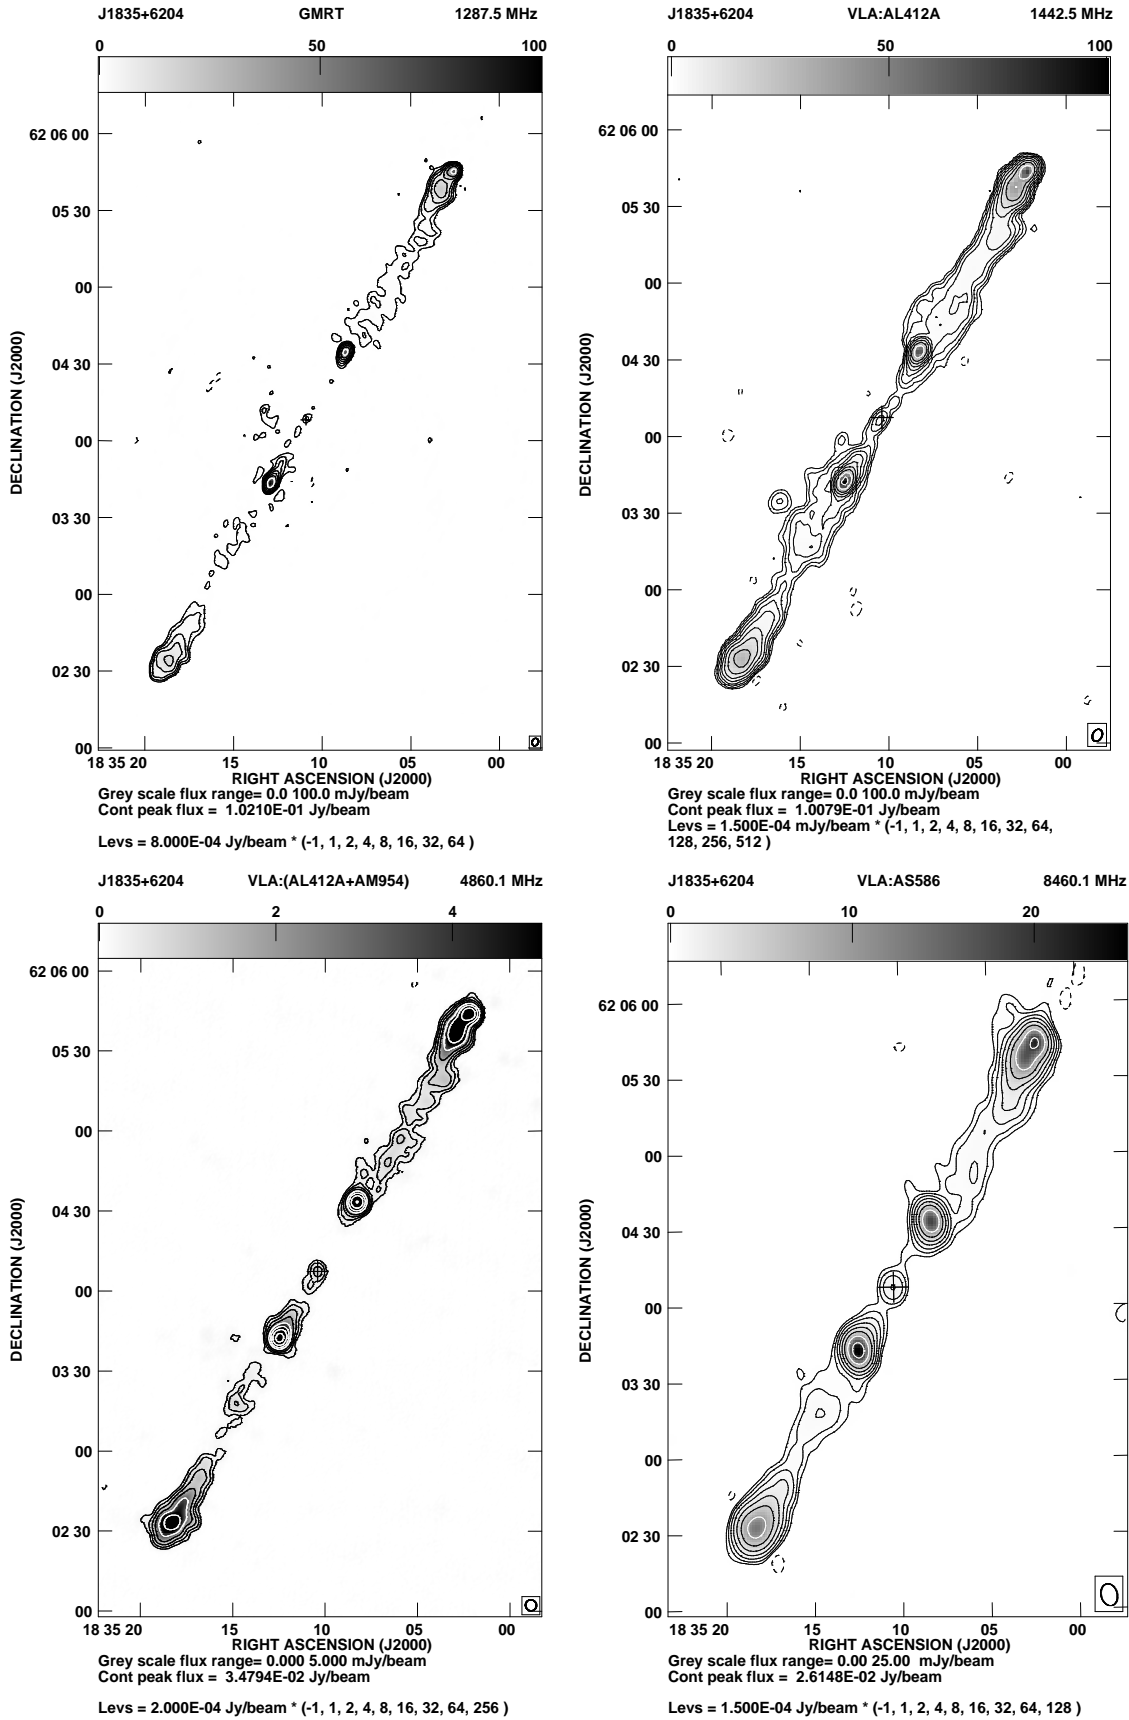 J1835+6204 GMRT 1287.5 MHz
0 50 100
62 06 00
05 30
00
04 30
00
03 30
00
02 30
00
DECLINATION (J2000)
18 35 20 15 10 05 00
RIGHT ASCENSION (J2000)
Grey scale flux range= 0.0 100.0 mJy/beam
Cont peak flux = 1.0210E-01 Jy/beam
Levs = 8.000E-04 Jy/beam * (-1, 1, 2, 4, 8, 16, 32, 64 )
J1835+6204 VLA:AL412A 1442.5 MHz
0 50 100
62 06 00
05 30
00
04 30
00
03 30
00
02 30
00
DECLINATION (J2000)
18 35 20 15 10 05 00
RIGHT ASCENSION (J2000)
Grey scale flux range= 0.0 100.0 mJy/beam
Cont peak flux = 1.0079E-01 Jy/beam
Levs = 1.500E-04 mJy/beam * (-1, 1, 2, 4, 8, 16, 32, 64,
128, 256, 512 )
J1835+6204 VLA:(AL412A+AM954) 4860.1 MHz
0 2 4
62 06 00
05 30
00
04 30
00
03 30
00
02 30
00
DECLINATION (J2000)
18 35 20 15 10 05 00
RIGHT ASCENSION (J2000)
Grey scale flux range= 0.000 5.000 mJy/beam
Cont peak flux = 3.4794E-02 Jy/beam
Levs = 2.000E-04 Jy/beam * (-1, 1, 2, 4, 8, 16, 32, 64, 256 )
J1835+6204 VLA:AS586 8460.1 MHz
0 10 20
62 06 00
05 30
00
04 30
00
03 30
00
02 30
00
DECLINATION (J2000)
18 35 20 15 10 05 00
RIGHT ASCENSION (J2000)
Grey scale flux range= 0.00 25.00 mJy/beam
Cont peak flux = 2.6148E-02 Jy/beam
Levs = 1.500E-04 Jy/beam * (-1, 1, 2, 4, 8, 16, 32, 64, 128 )